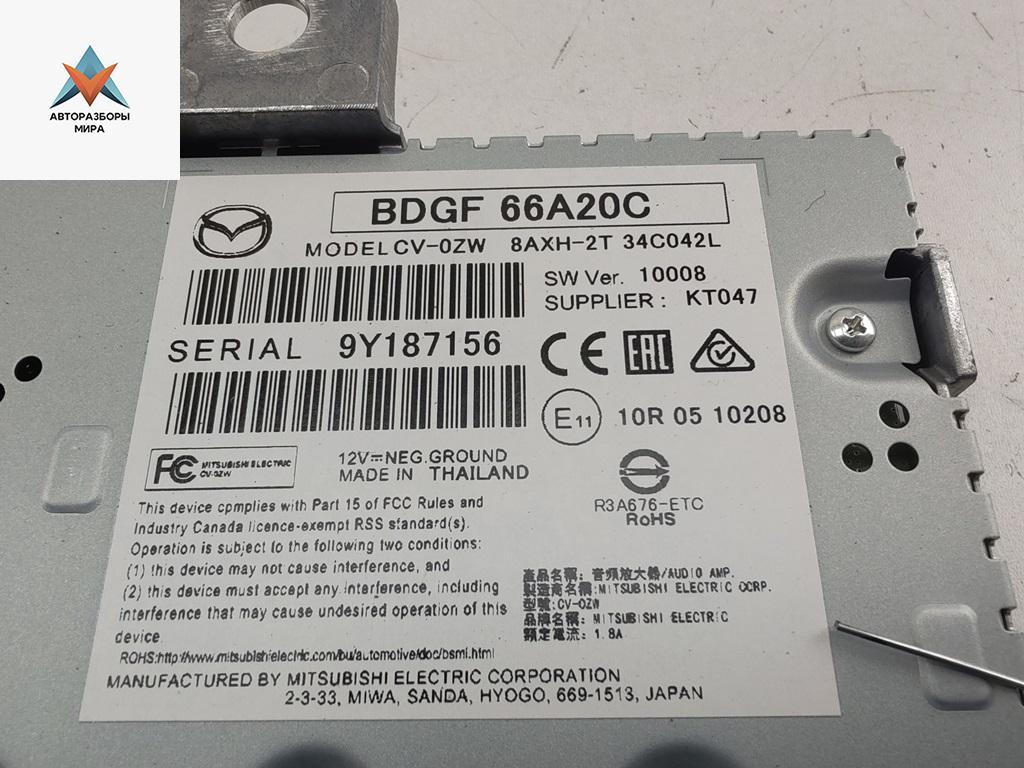 АВТОРАЗБОРЫ
МИРА
BDGF 66A20C
MODEL CV-0ZW 8AXH-2T 34C042L
SW Ver. 10008
SUPPLIER: KT047
SERIAL 9Y187156
CE EAC
E11 10R 05 10208
FC MITSUBISHI ELECTRIC
CV-0ZW
12V⎓NEG.GROUND
MADE IN THAILAND
R3A676-ETC
RoHS
This device complies with Part 15 of FCC Rules and
Industry Canada licence-exempt RSS standard(s).
Operation is subject to the following two conditions:
(1) this device may not cause interference, and
(2) this device must accept any interference, including
interference that may cause undesired operation of this
device.
ROHS:http://www.mitsubishielectric.com/bu/automotive/doc/bsmi.html
產品名稱: 音頻放大器/AUDIO AMP.
製造商名稱:MITSUBISHI ELECTRIC CORP.
型號:CV-0ZW
品牌名稱: MITSUBISHI ELECTRIC
額定電流: 1.8A
MANUFACTURED BY MITSUBISHI ELECTRIC CORPORATION
2-3-33, MIWA, SANDA, HYOGO, 669-1513, JAPAN